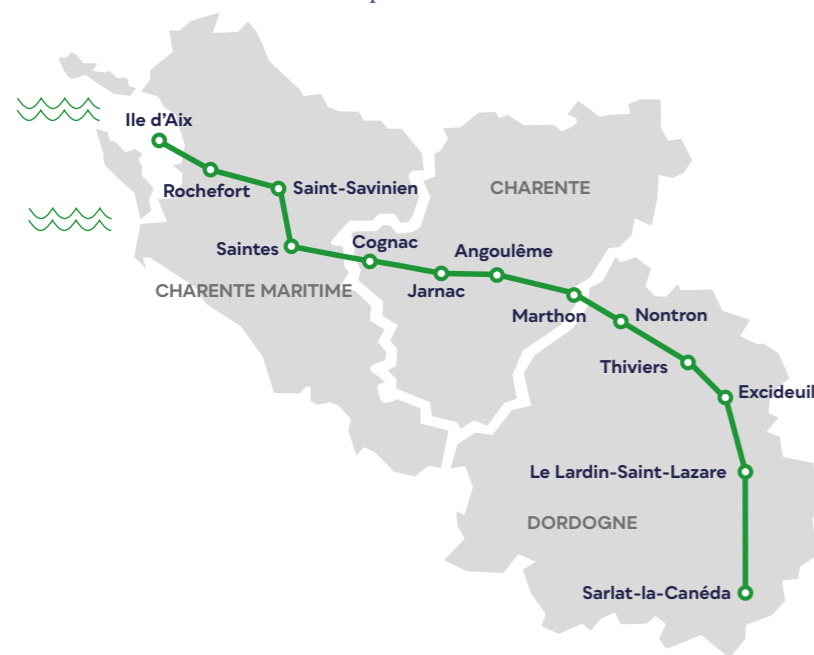 p
Ile d'Aix
Rochefort
Saint-Savinien
CHARENTE
Saintes
Cognac
Angoulême
CHARENTE MARITIME
Jarnac
Marthon
Nontron
Thiviers
Excideuil
Le Lardin-Saint-Lazare
DORDOGNE
Sarlat-la-Canéda